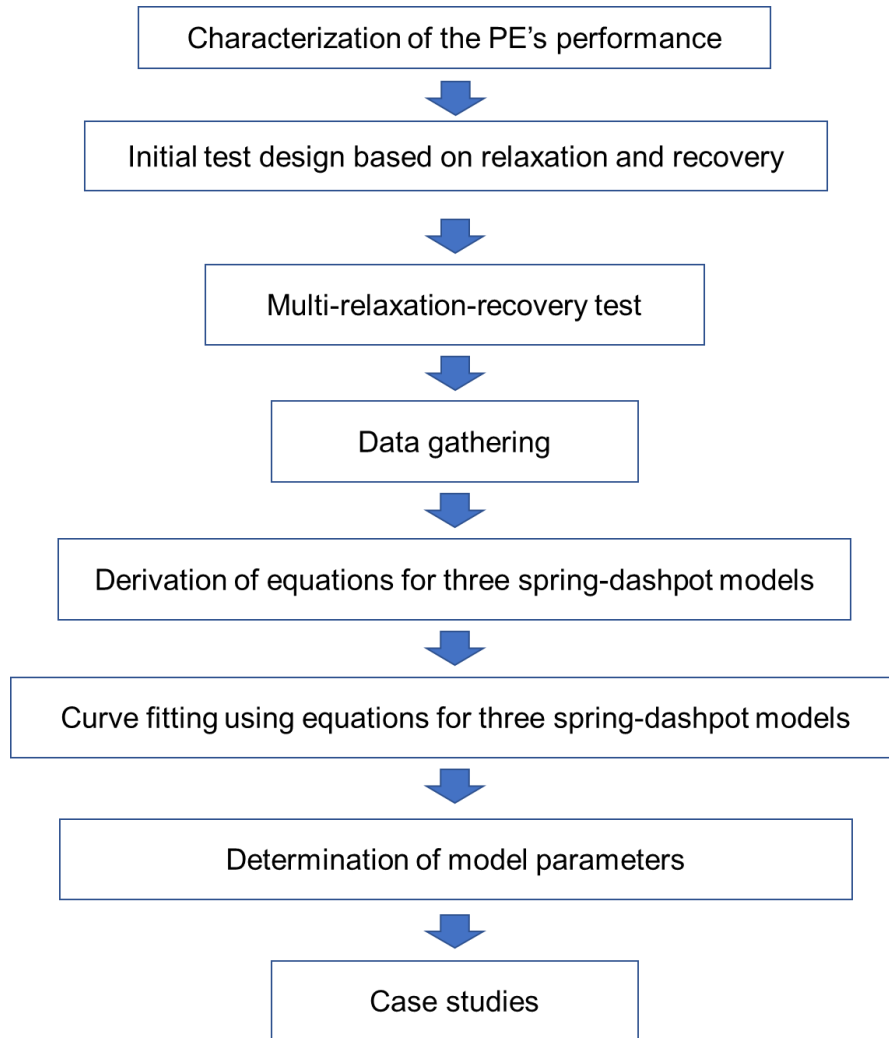 Characterization of the PE’s performance
Initial test design based on relaxation and recovery
Multi-relaxation-recovery test
Data gathering
Derivation of equations for three spring-dashpot models
Curve fitting using equations for three spring-dashpot models
Determination of model parameters
Case studies